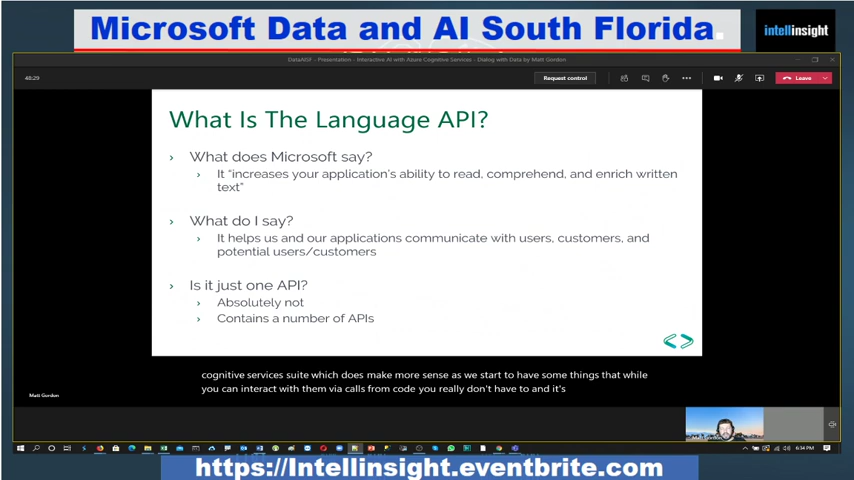 Microsoft Data and AI South Florida.
intellinsight
DataAISF - Presentation - Interactive AI with Azure Cognitive Services - Dialog with Data by Matt Gordon
48:29
Request control
Leave
What Is The Language API?
› What does Microsoft say?
› It “increases your application’s ability to read, comprehend, and enrich written
text”
› What do I say?
› It helps us and our applications communicate with users, customers, and
potential users/customers
› Is it just one API?
› Absolutely not
› Contains a number of APIs
cognitive services suite which does make more sense as we start to have some things that while
you can interact with them via calls from code you really don't have to and it's
Matt Gordon
6:34 PM
https://Intellinsight.eventbrite.com